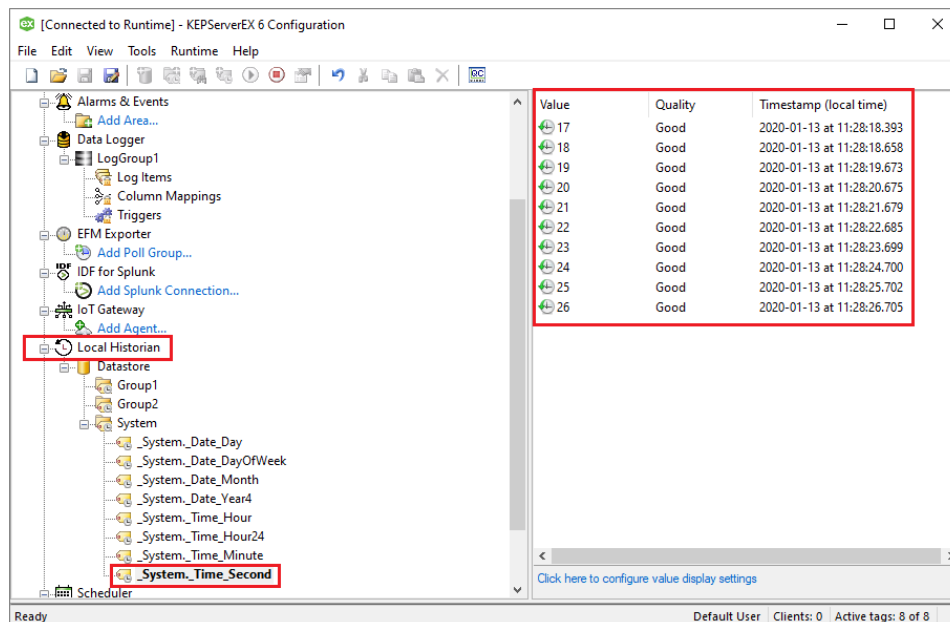 [Connected to Runtime] - KEPServerEX 6 Configuration
File Edit View Tools Runtime Help
Alarms & Events
Add Area...
Data Logger
LogGroup1
Log Items
Column Mappings
Triggers
EFM Exporter
Add Poll Group...
IDF for Splunk
Add Splunk Connection...
IoT Gateway
Add Agent...
Local Historian
Datastore
Group1
Group2
System
_System._Date_Day
_System._Date_DayOfWeek
_System._Date_Month
_System._Date_Year4
_System._Time_Hour
_System._Time_Hour24
_System._Time_Minute
_System._Time_Second
Scheduler
Value Quality Timestamp (local time)
17 Good 2020-01-13 at 11:28:18.393
18 Good 2020-01-13 at 11:28:18.658
19 Good 2020-01-13 at 11:28:19.673
20 Good 2020-01-13 at 11:28:20.675
21 Good 2020-01-13 at 11:28:21.679
22 Good 2020-01-13 at 11:28:22.685
23 Good 2020-01-13 at 11:28:23.699
24 Good 2020-01-13 at 11:28:24.700
25 Good 2020-01-13 at 11:28:25.702
26 Good 2020-01-13 at 11:28:26.705
Click here to configure value display settings
Ready Default User Clients: 0 Active tags: 8 of 8